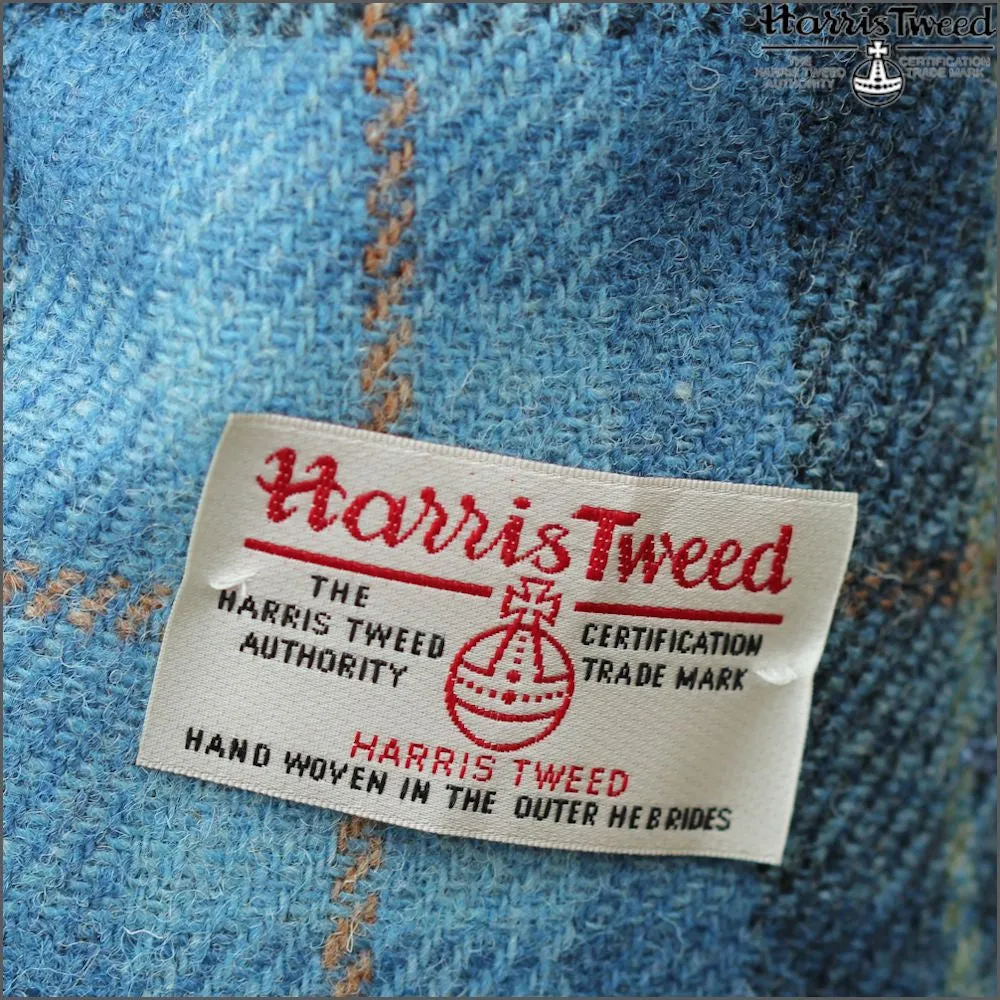 Harris Tweed
THE
HARRIS TWEED
AUTHORITY
CERTIFICATION
TRADE MARK
Harris Tweed
THE
HARRIS TWEED
AUTHORITY
CERTIFICATION
TRADE MARK
HARRIS TWEED
HAND WOVEN IN THE OUTER HEBRIDES